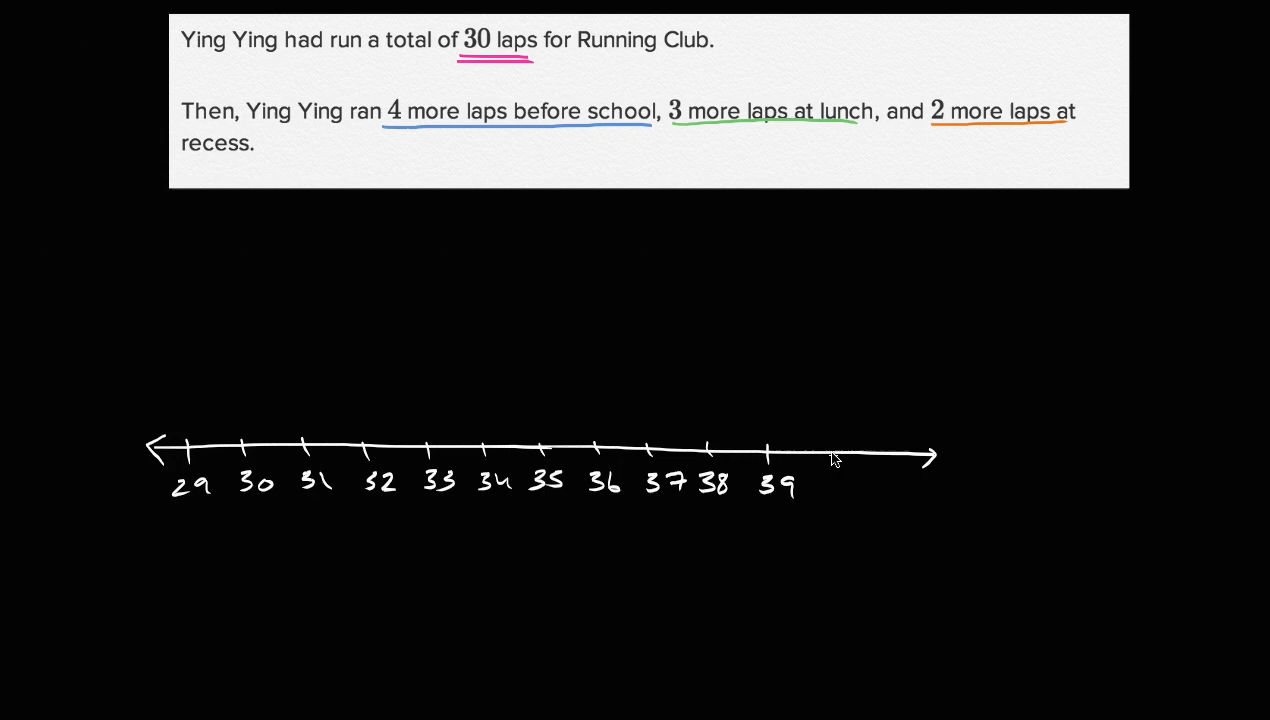 Ying Ying had run a total of 30 laps for Running Club.
Then, Ying Ying ran 4 more laps before school, 3 more laps at lunch, and 2 more laps at
recess.
29 30 31 32 33 34 35 36 37 38 39